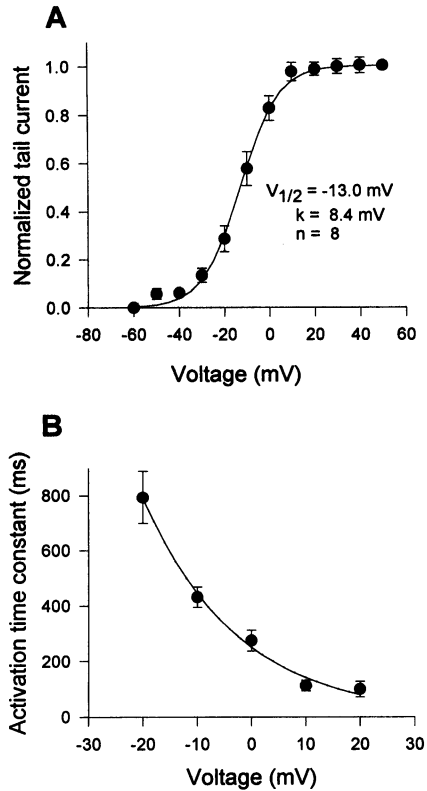 A
Normalized tail current
1.0
0.8
0.6
0.4
0.2
0.0
V1/2 = -13.0 mV
k = 8.4 mV
n = 8
-80 -60 -40 -20 0 20 40 60
Voltage (mV)
B
Activation time constant (ms)
800
600
400
200
0
-30 -20 -10 0 10 20 30
Voltage (mV)